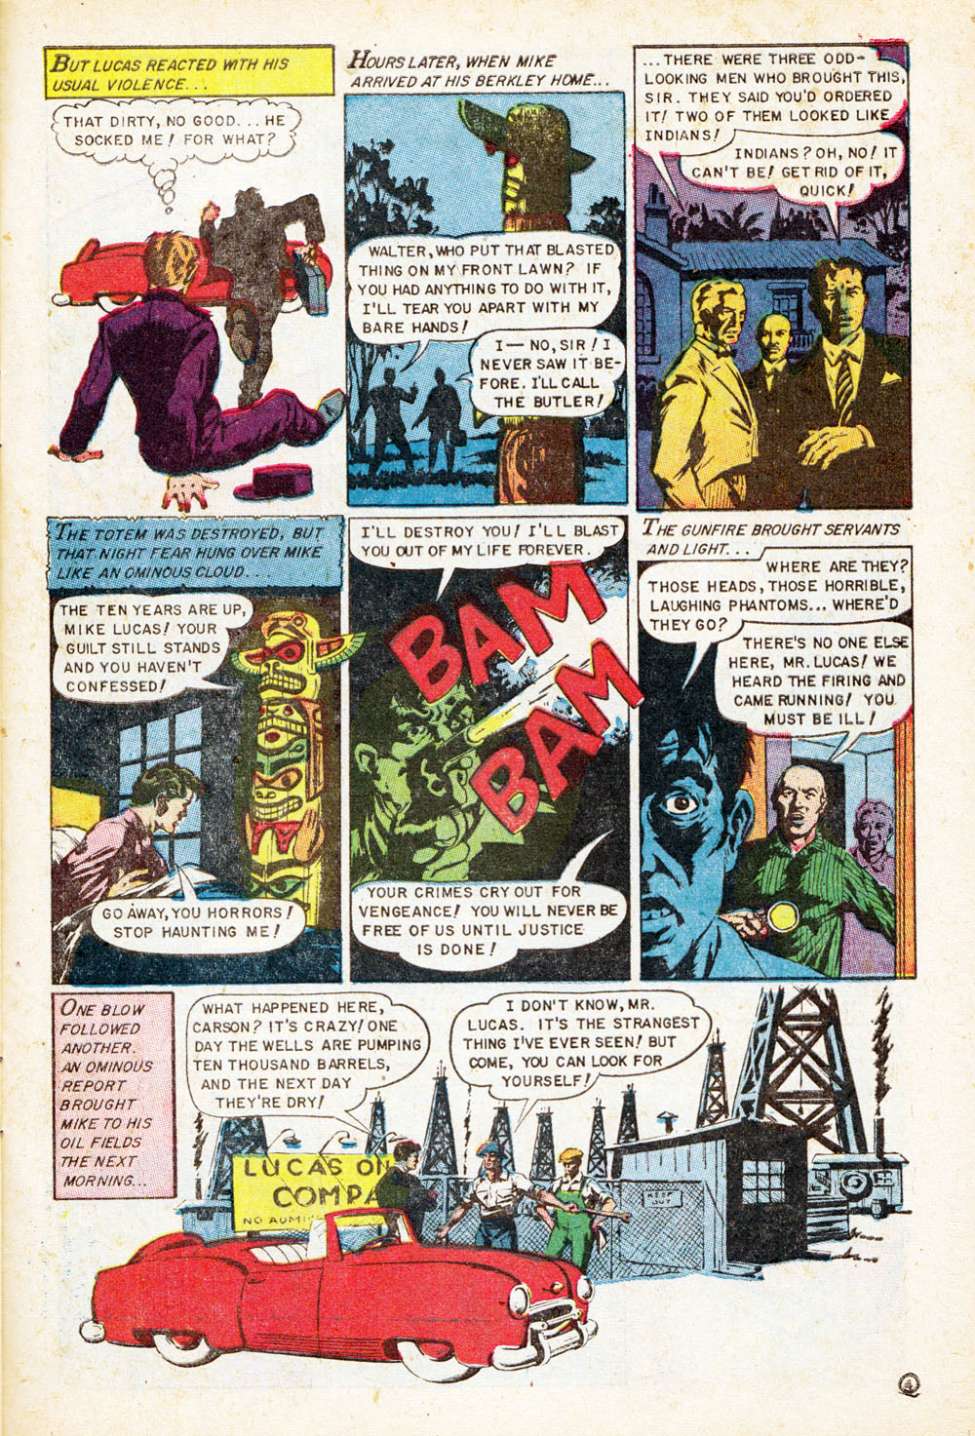 BUT LUCAS REACTED WITH HIS
USUAL VIOLENCE...
THAT DIRTY, NO GOOD... HE
SOCKED ME! FOR WHAT?
HOURS LATER, WHEN MIKE
ARRIVED AT HIS BERKLEY HOME...
WALTER, WHO PUT THAT BLASTED
THING ON MY FRONT LAWN? IF
YOU HAD ANYTHING TO DO WITH IT,
I'LL TEAR YOU APART WITH MY
BARE HANDS!
I— NO, SIR! I
NEVER SAW IT BE-
FORE. I'LL CALL
THE BUTLER!
...THERE WERE THREE ODD-
LOOKING MEN WHO BROUGHT THIS,
SIR. THEY SAID YOU'D ORDERED
IT! TWO OF THEM LOOKED LIKE
INDIANS!
INDIANS? OH, NO! IT
CAN'T BE! GET RID OF IT,
QUICK!
THE TOTEM WAS DESTROYED, BUT
THAT NIGHT FEAR HUNG OVER MIKE
LIKE AN OMINOUS CLOUD...
THE TEN YEARS ARE UP,
MIKE LUCAS! YOUR
GUILT STILL STANDS
AND YOU HAVEN'T
CONFESSED!
GO AWAY, YOU HORRORS!
STOP HAUNTING ME!
I'LL DESTROY YOU! I'LL BLAST
YOU OUT OF MY LIFE FOREVER.
BAM
BAM
YOUR CRIMES CRY OUT FOR
VENGEANCE! YOU WILL NEVER BE
FREE OF US UNTIL JUSTICE
IS DONE!
THE GUNFIRE BROUGHT SERVANTS
AND LIGHT...
WHERE ARE THEY?
THOSE HEADS, THOSE HORRIBLE,
LAUGHING PHANTOMS... WHERE'D
THEY GO?
THERE'S NO ONE ELSE
HERE, MR. LUCAS! WE
HEARD THE FIRING AND
CAME RUNNING! YOU
MUST BE ILL!
ONE BLOW
FOLLOWED
ANOTHER.
AN OMINOUS
REPORT
BROUGHT
MIKE TO HIS
OIL FIELDS
THE NEXT
MORNING...
WHAT HAPPENED HERE,
CARSON? IT'S CRAZY! ONE
DAY THE WELLS ARE PUMPING
TEN THOUSAND BARRELS,
AND THE NEXT DAY
THEY'RE DRY!
I DON'T KNOW, MR.
LUCAS. IT'S THE STRANGEST
THING I'VE EVER SEEN! BUT
COME, YOU CAN LOOK FOR
YOURSELF!
LUCAS
COMPA
NO
KEEP
OUT
4